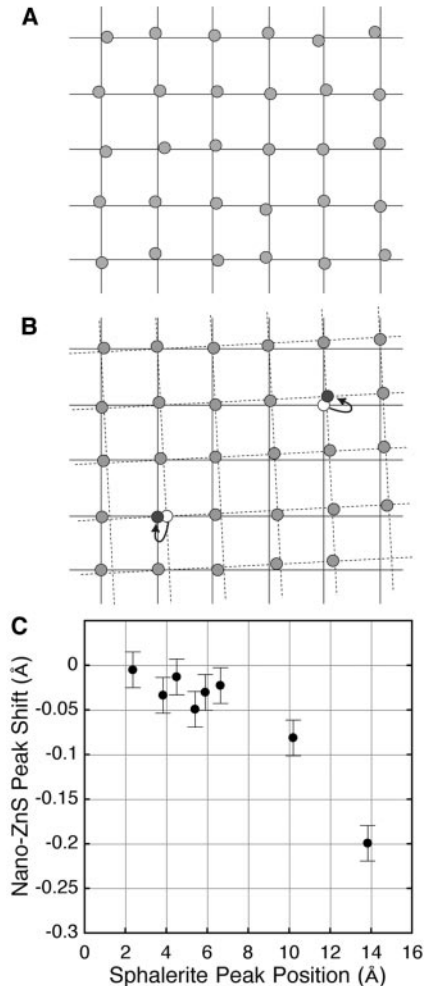 A
B
C
0
-0.05
-0.1
-0.15
-0.2
-0.25
-0.3
Nano-ZnS Peak Shift (Å)
0 2 4 6 8 10 12 14 16
Sphalerite Peak Position (Å)